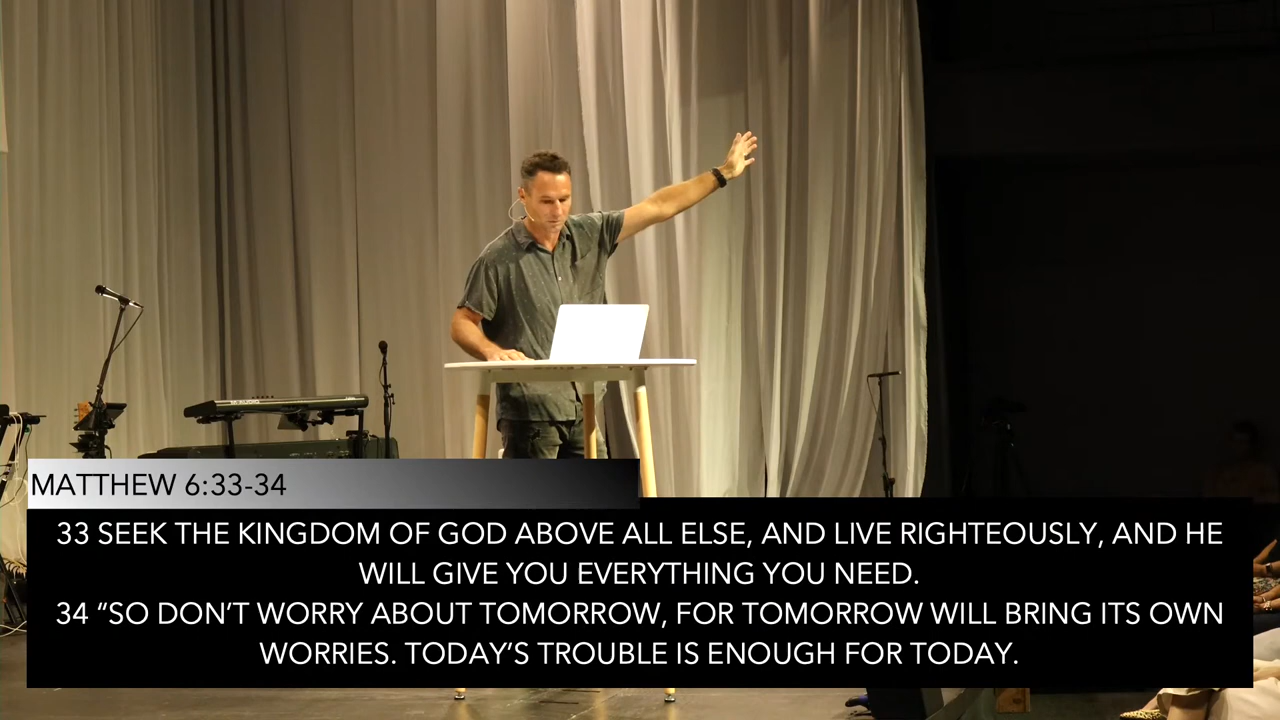 MATTHEW 6:33-34
33 SEEK THE KINGDOM OF GOD ABOVE ALL ELSE, AND LIVE RIGHTEOUSLY, AND HE
WILL GIVE YOU EVERYTHING YOU NEED.
34 “SO DON’T WORRY ABOUT TOMORROW, FOR TOMORROW WILL BRING ITS OWN
WORRIES. TODAY’S TROUBLE IS ENOUGH FOR TODAY.